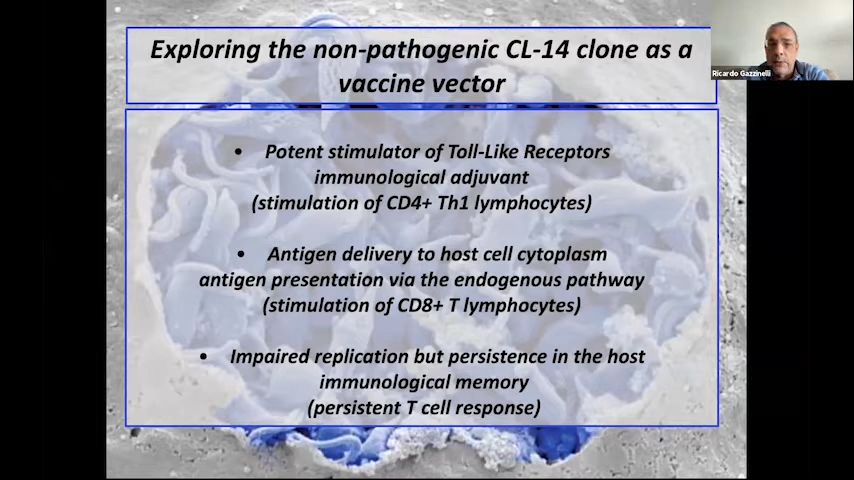 Exploring the non-pathogenic CL-14 clone as a
vaccine vector
Ricardo Gazzinelli
• Potent stimulator of Toll-Like Receptors
immunological adjuvant
(stimulation of CD4+ Th1 lymphocytes)
• Antigen delivery to host cell cytoplasm
antigen presentation via the endogenous pathway
(stimulation of CD8+ T lymphocytes)
• Impaired replication but persistence in the host
immunological memory
(persistent T cell response)